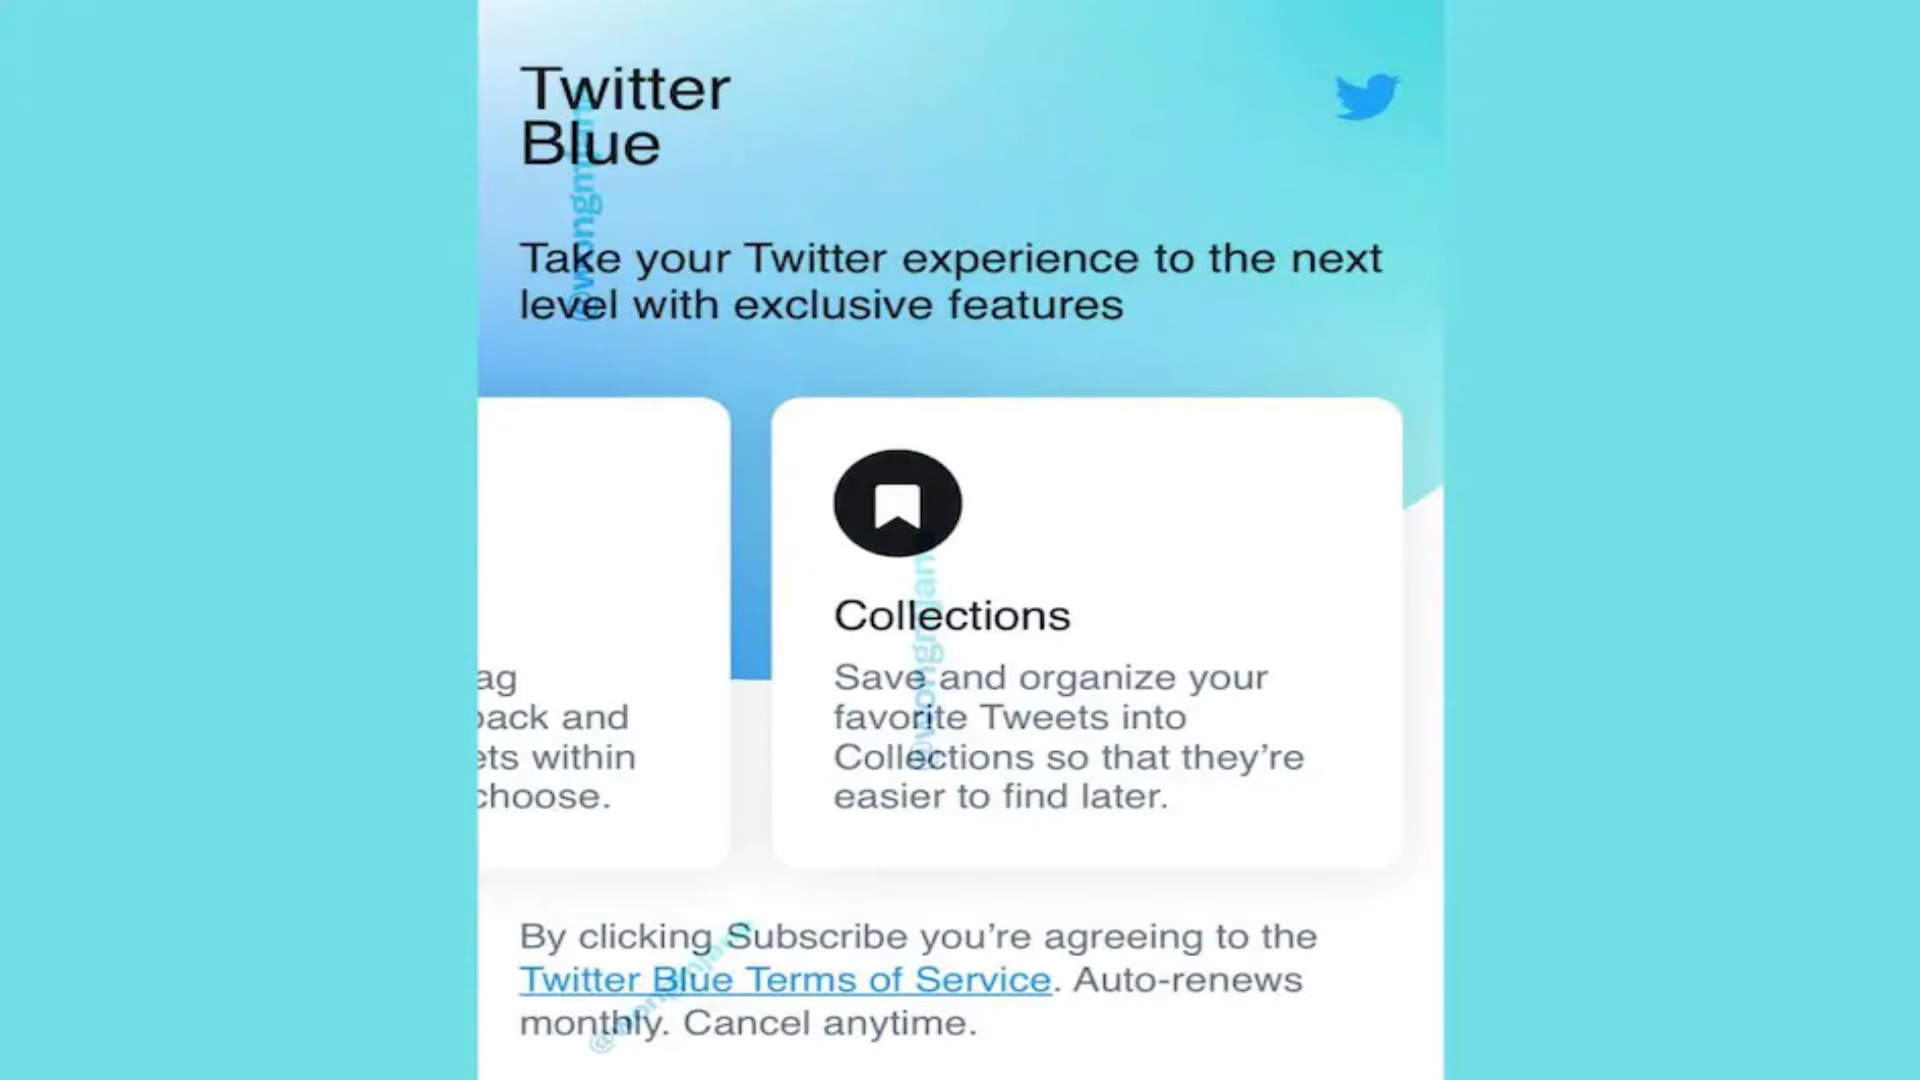 Twitter
Blue
Take your Twitter experience to the next
level with exclusive features
ack and
within
choose.
Collections
Save and organize your
favorite Tweets into
Collections so that they’re
easier to find later.
By clicking Subscribe you’re agreeing to the
Twitter Blue Terms of Service. Auto-renews
monthly. Cancel anytime.